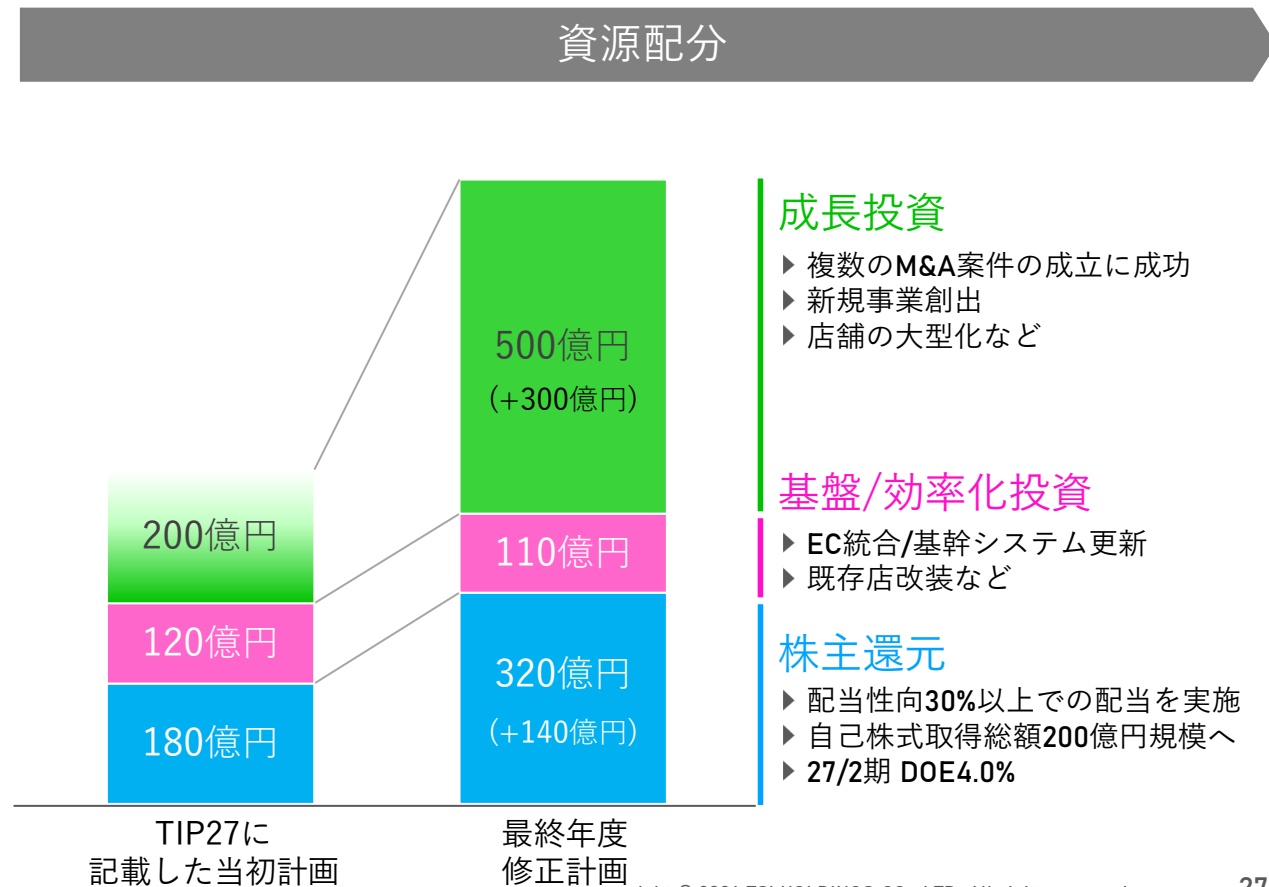 資源配分
200億円
120億円
180億円
TIP27に
記載した当初計画
500億円
(+300億円)
110億円
320億円
(+140億円)
最終年度
修正計画
成長投資
▶ 複数のM&A案件の成立に成功
▶ 新規事業創出
▶ 店舗の大型化など
基盤/効率化投資
▶ EC統合/基幹システム更新
▶ 既存店改装など
株主還元
▶ 配当性向30%以上での配当を実施
▶ 自己株式取得総額200億円規模へ
▶ 27/2期 DOE4.0%